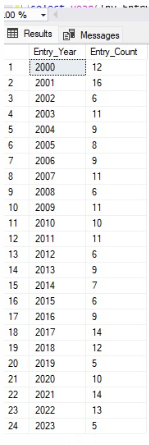 .00 %
Results Messages
Entry_Year Entry_Count
1 2000 12
2 2001 16
3 2002 6
4 2003 11
5 2004 9
6 2005 8
7 2006 9
8 2007 11
9 2008 6
10 2009 11
11 2010 10
12 2011 11
13 2012 6
14 2013 9
15 2014 7
16 2015 6
17 2016 9
18 2017 14
19 2018 12
20 2019 5
21 2020 10
22 2021 14
23 2022 13
24 2023 5